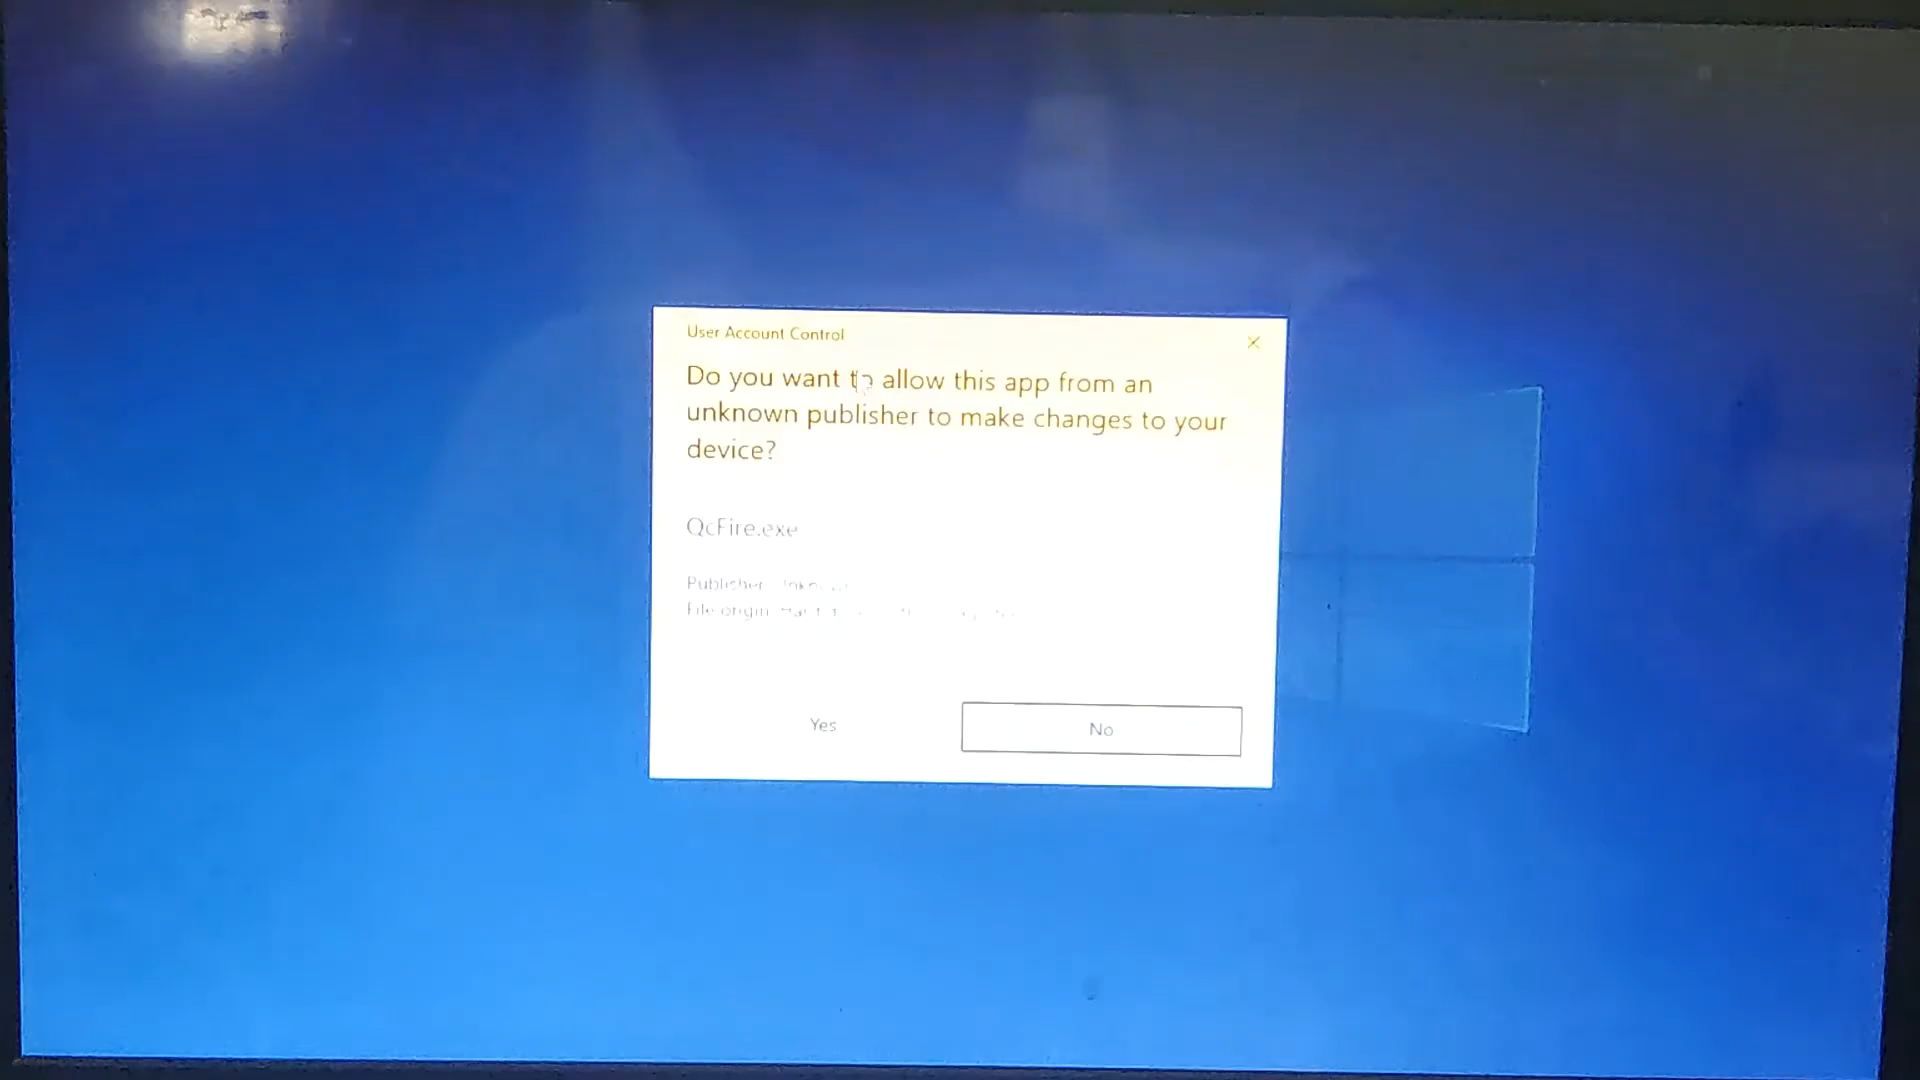 User Account Control
Do you want to allow this app from an
unknown publisher to make changes to your
device?
QcFire.exe
Publisher
File origin
Yes
No